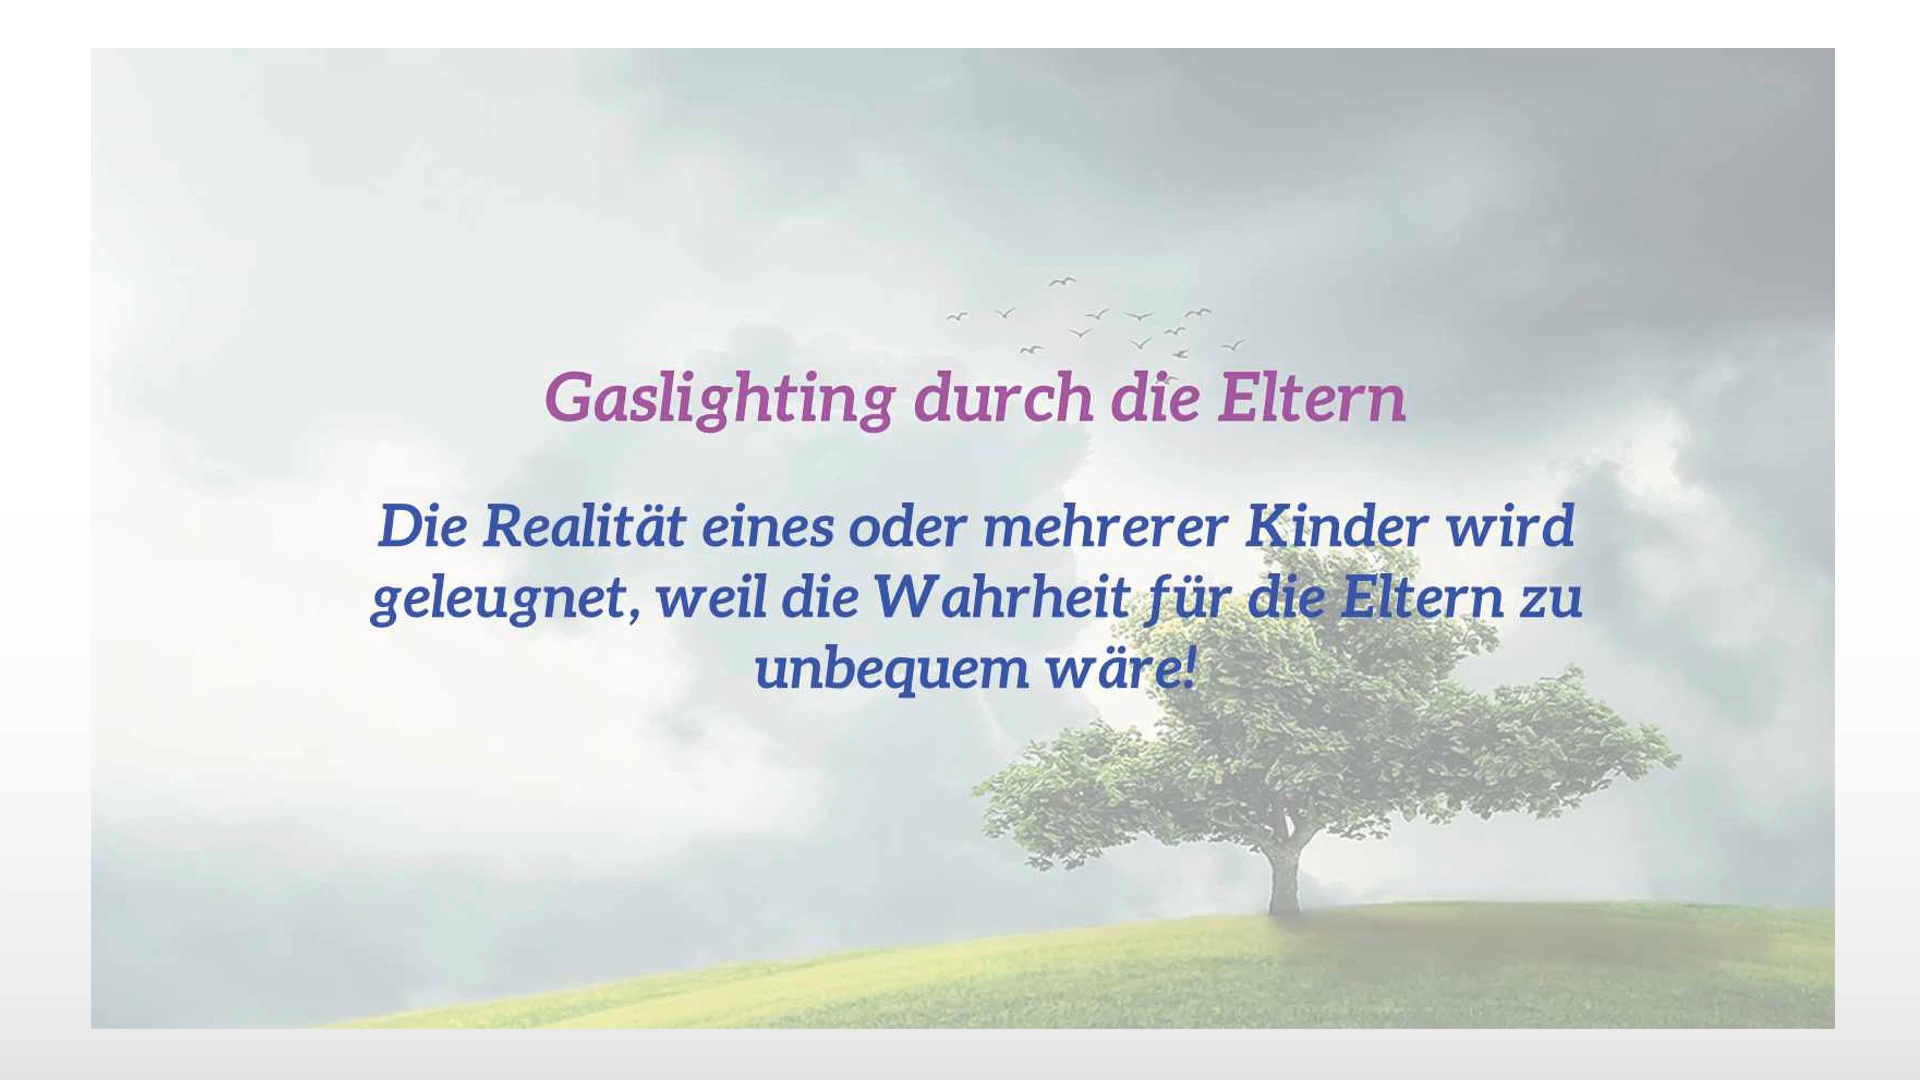 Gaslighting durch die Eltern
Die Realität eines oder mehrerer Kinder wird
geleugnet, weil die Wahrheit für die Eltern zu
unbequem wäre!